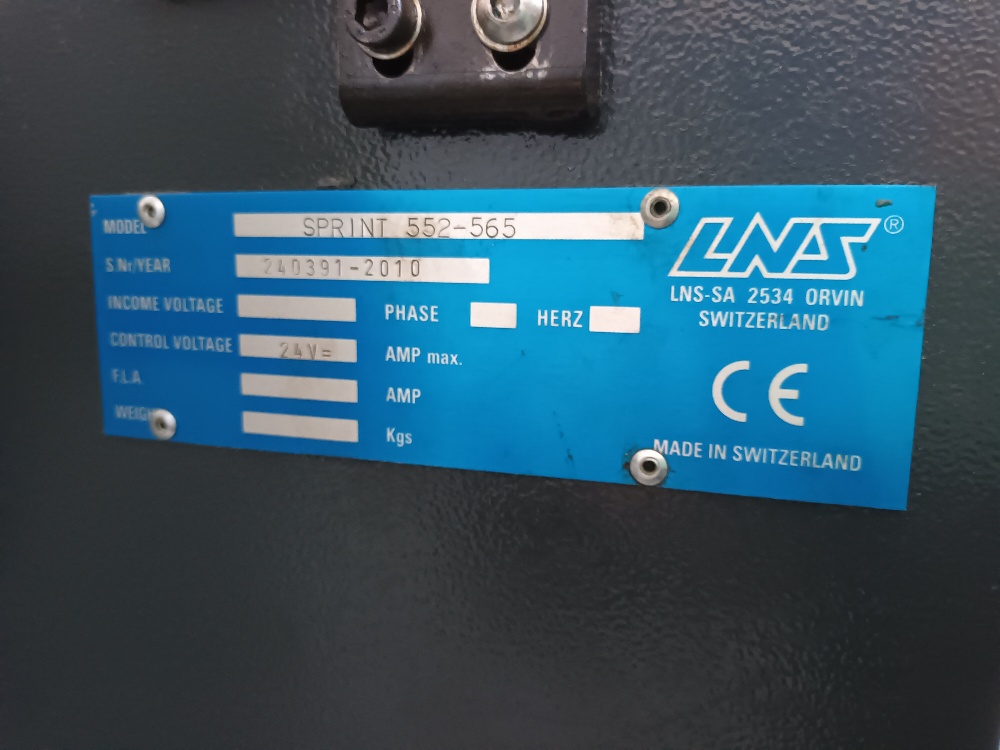 MODEL SPRINT 552-565
S.Nr/YEAR 240391-2010
INCOME VOLTAGE PHASE HERZ
CONTROL VOLTAGE 24V= AMP max.
F.L.A. AMP
WEIGHT Kgs
LNS®
LNS-SA 2534 ORVIN
SWITZERLAND
CE
MADE IN SWITZERLAND